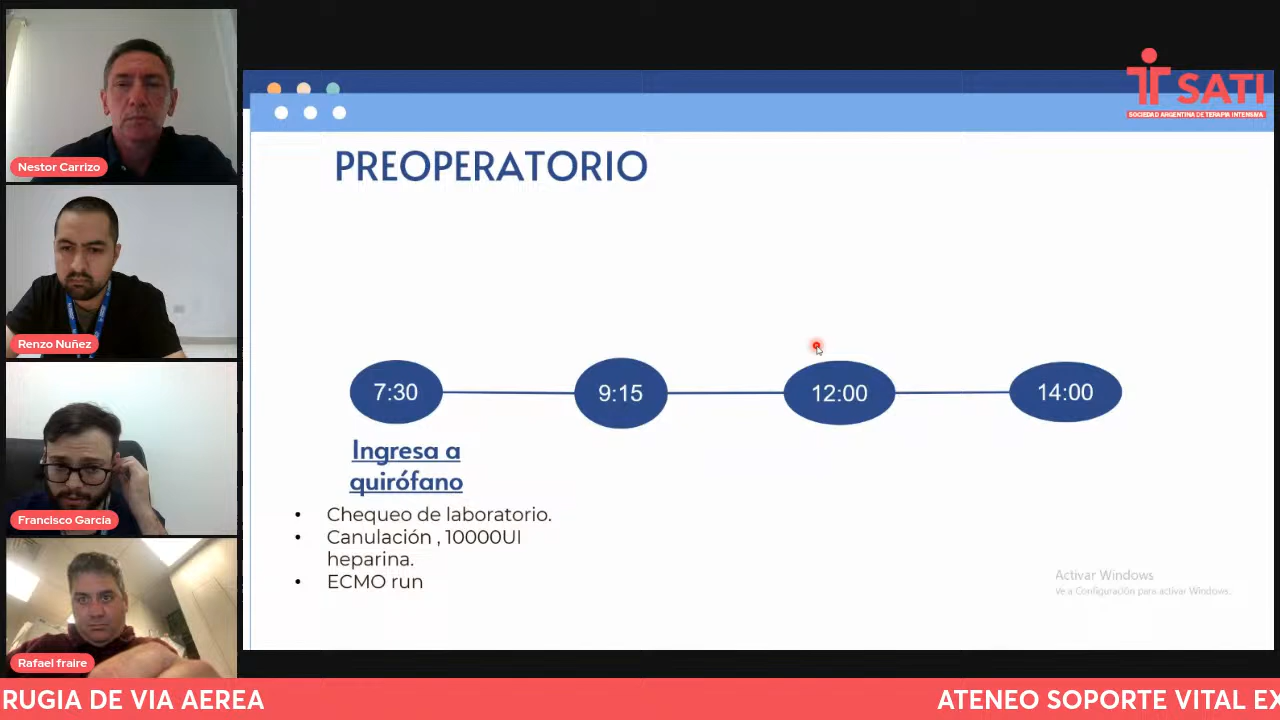 Nestor Carrizo
Renzo Nuñez
Francisco García
Rafael fraire
SATI
SOCIEDAD ARGENTINA DE TERAPIA INTENSIVA
PREOPERATORIO
7:30
9:15
12:00
14:00
Ingresa a
quirófano
• Chequeo de laboratorio.
• Canulación , 10000UI
heparina.
• ECMO run
Activar Windows
Ve a Configuración para activar Windows.
RUGIA DE VIA AEREA
ATENEO SOPORTE VITAL EX